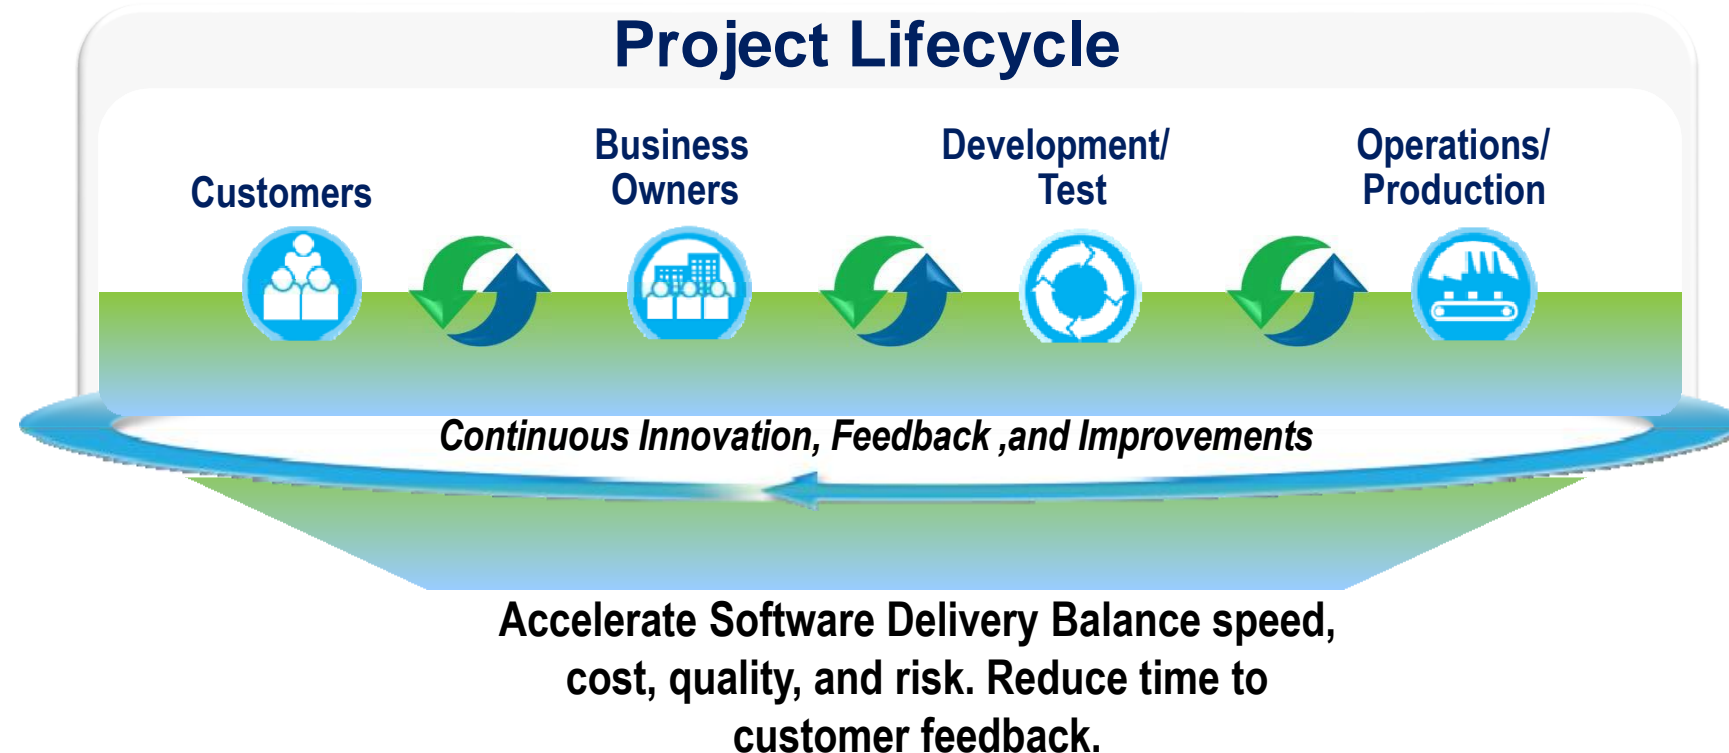 Project Lifecycle
Customers
Business
Owners
Development/
Test
Operations/
Production
Continuous Innovation, Feedback ,and Improvements
Accelerate Software Delivery Balance speed,
cost, quality, and risk. Reduce time to
customer feedback.